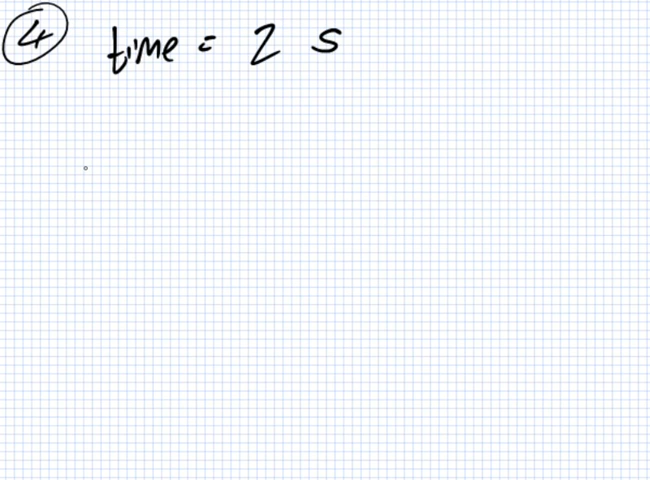 ④ time = 2 s